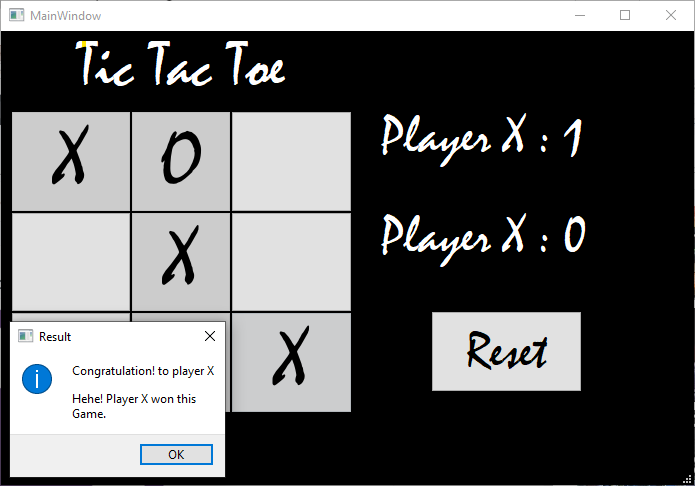 MainWindow
Tic Tac Toe
X O
Player X : 1
X
Player X : 0
X
Reset
Result
Congratulation! to player X
Hehe! Player X won this
Game.
OK